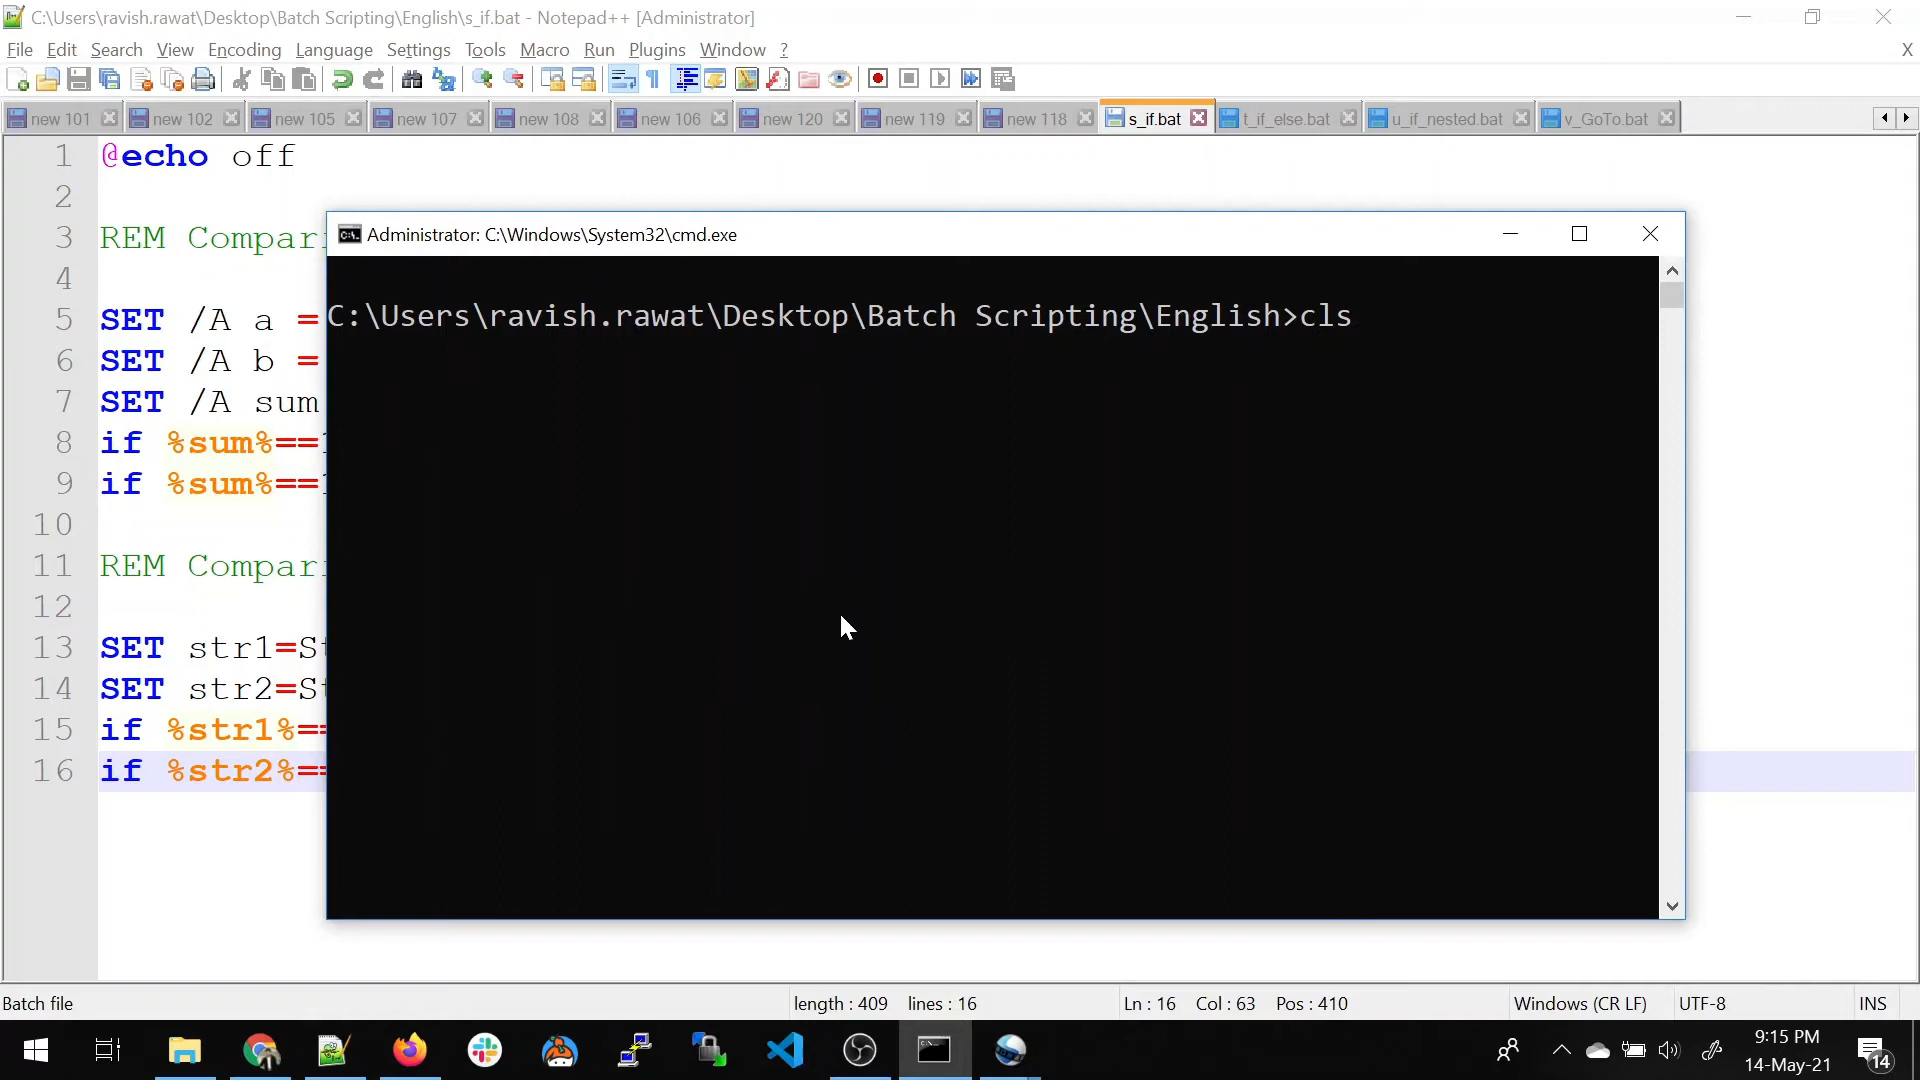 C:\Users\ravish.rawat\Desktop\Batch Scripting\English\s_if.bat - Notepad++ [Administrator]
File Edit Search View Encoding Language Settings Tools Macro Run Plugins Window ?
X
new 101 new 102 new 105 new 107 new 108 new 106 new 120 new 119 new 118 s_if.bat t_if_else.bat u_if_nested.bat v_GoTo.bat
1 @echo off
2
Administrator: C:\Windows\System32\cmd.exe
3 REM
4
C:\Users\ravish.rawat\Desktop\Batch Scripting\English>cls
5 SET /A a =
6 SET /A b =
7 SET /A sum
8 if %sum%==
9 if %sum%==
10
11 REM
12
13 SET str1=
14 SET str2=
15 if %str1%==
16 if %str2%==
Batch file length : 409 lines : 16 Ln : 16 Col : 63 Pos : 410 Windows (CR LF) UTF-8 INS
9:15 PM
14-May-21
14